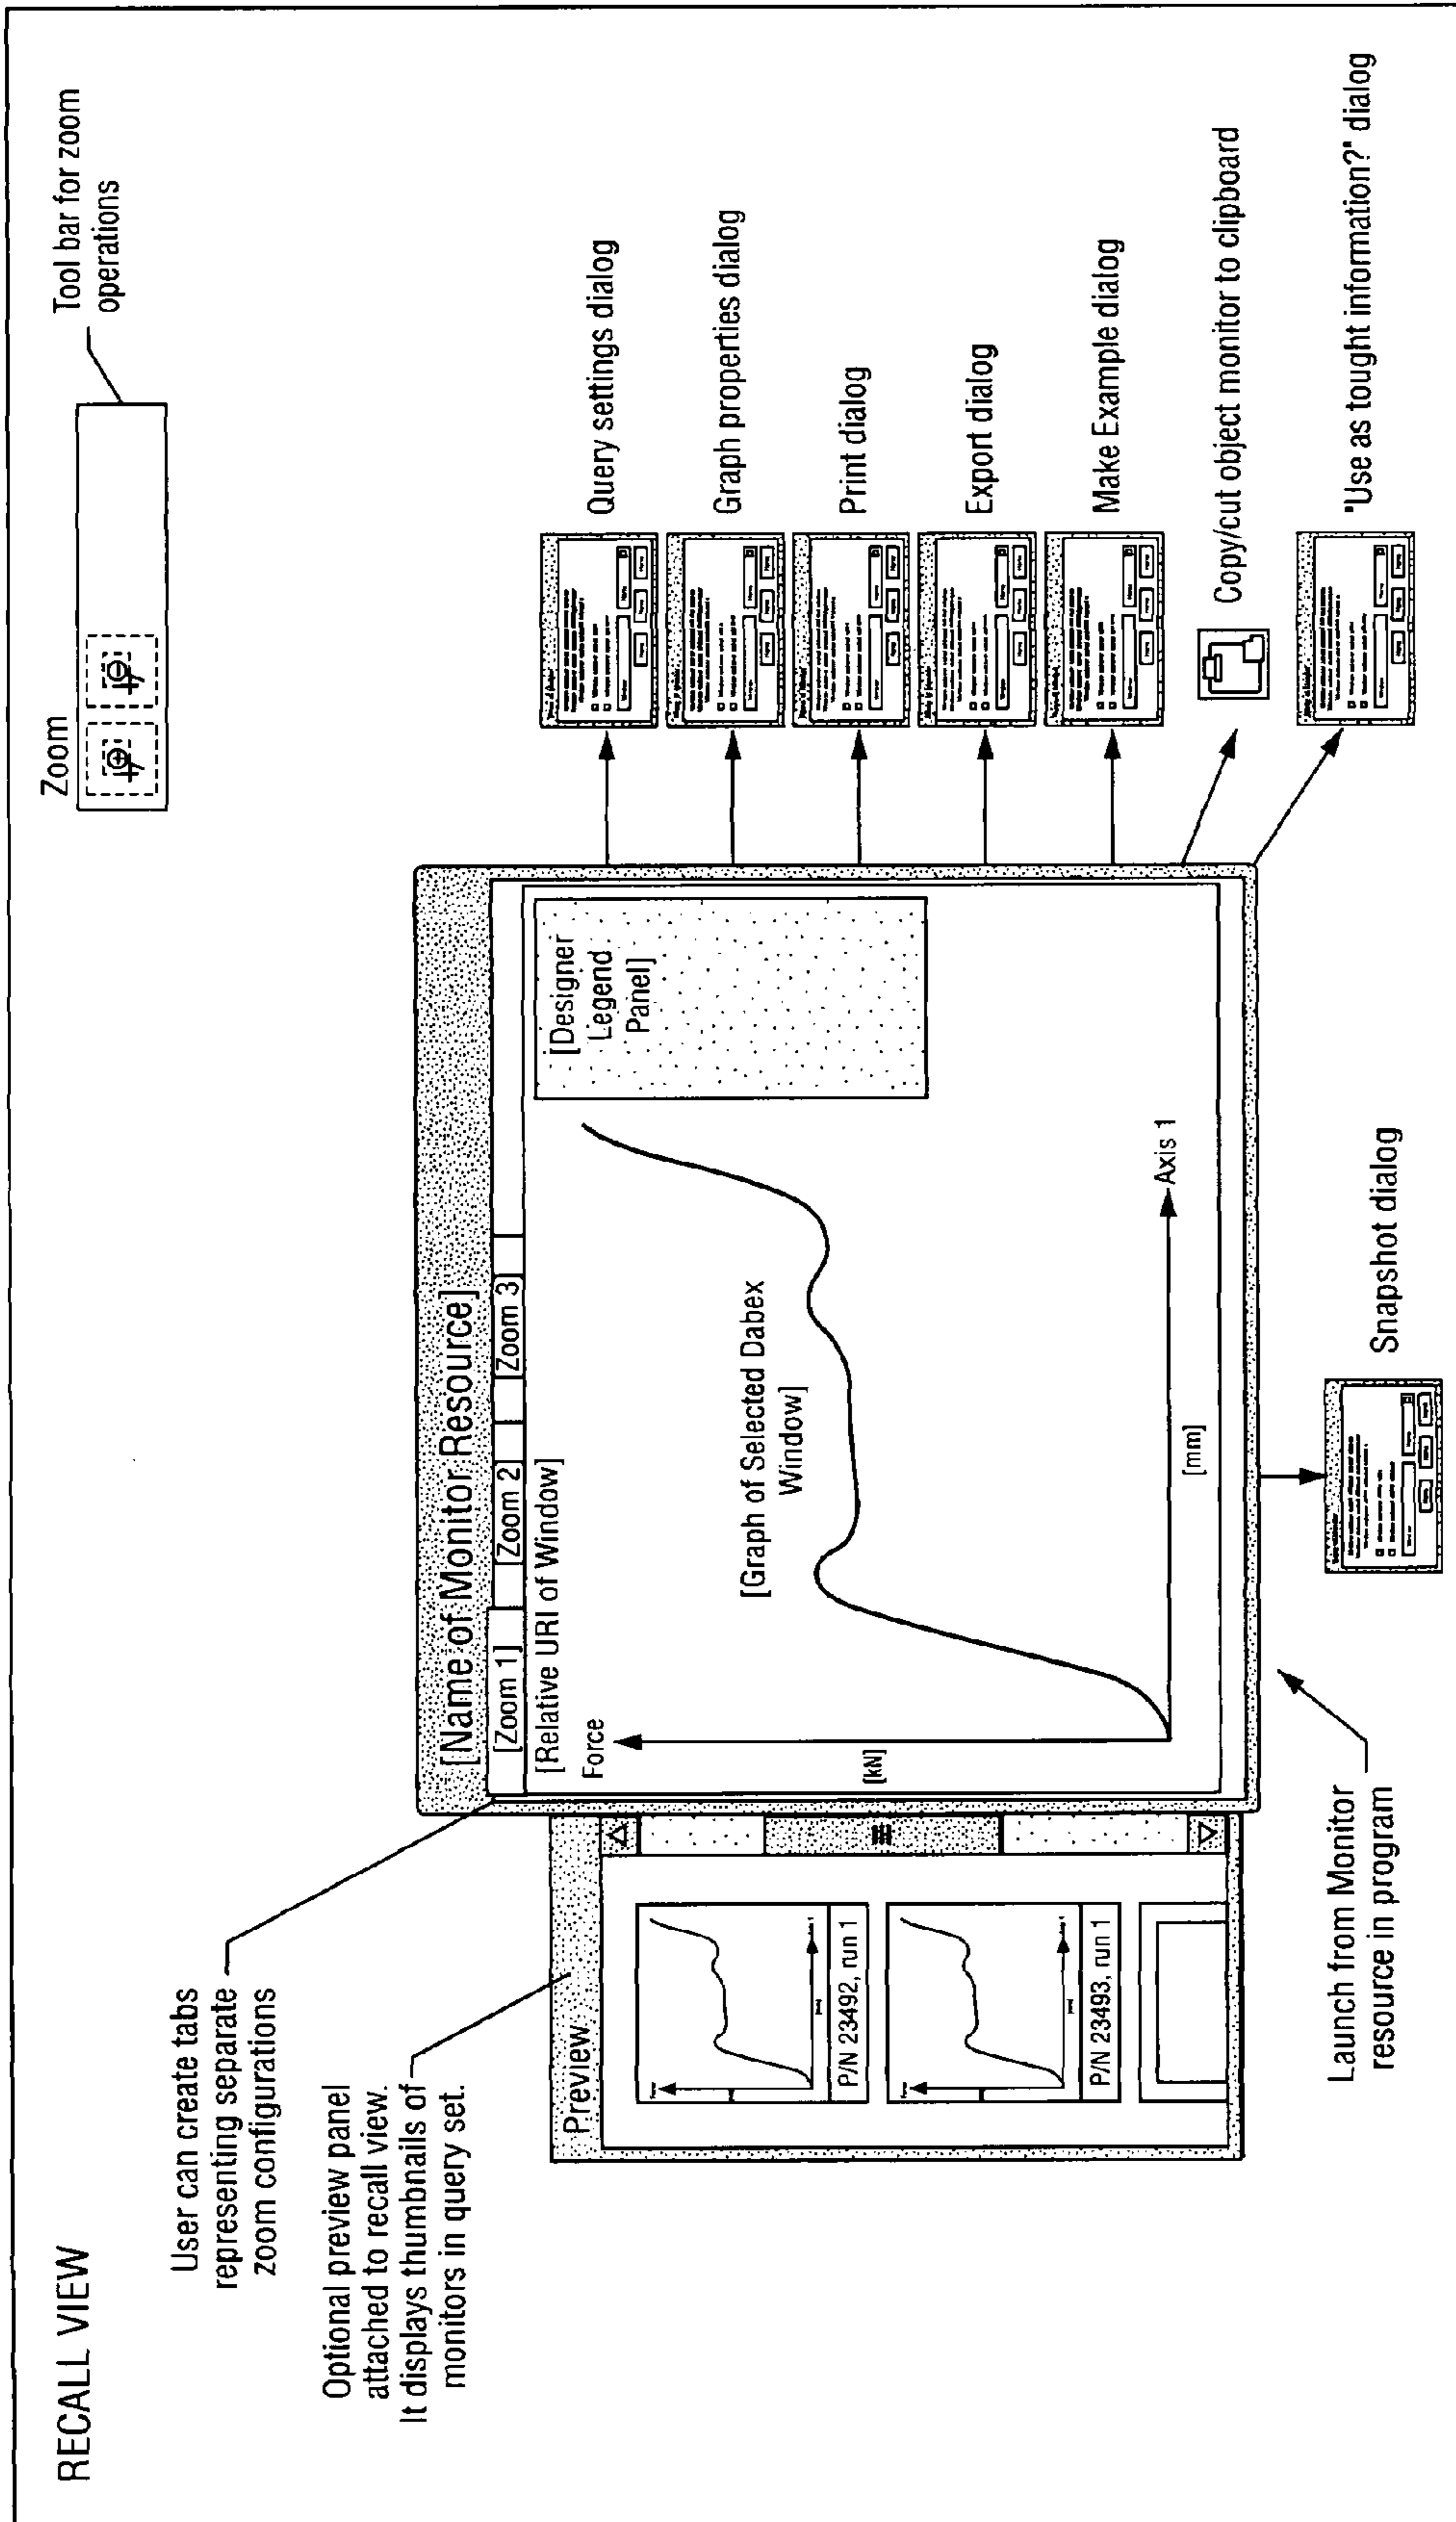 RECALL VIEW
Zoom
Tool bar for zoom
operations
User can create tabs
representing separate
zoom configurations
Optional preview panel
attached to recall view.
It displays thumbnails of
monitors in query set.
Preview
P/N 23492, run 1
P/N 23493, run 1
[Name of Monitor Resource]
[Zoom 1]
[Zoom 2]
[Zoom 3]
[Relative URI of Window]
Force
[kN]
[Graph of Selected Dabex
Window]
[mm]
Axis 1
[Designer
Legend
Panel]
Query settings dialog
Graph properties dialog
Print dialog
Export dialog
Make Example dialog
Copy/cut object monitor to clipboard
"Use as tought information?" dialog
Launch from Monitor
resource in program
Snapshot dialog